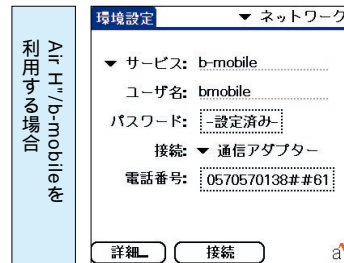 Air H"/b-mobileを
利用する場合
環境設定
▼ ネットワーク
▼ サービス: b-mobile
ユーザ名: bmobile
パスワード: -設定済み-
接続: ▼ 通信アダプター
電話番号: 0570570138##61
詳細...
接続
a